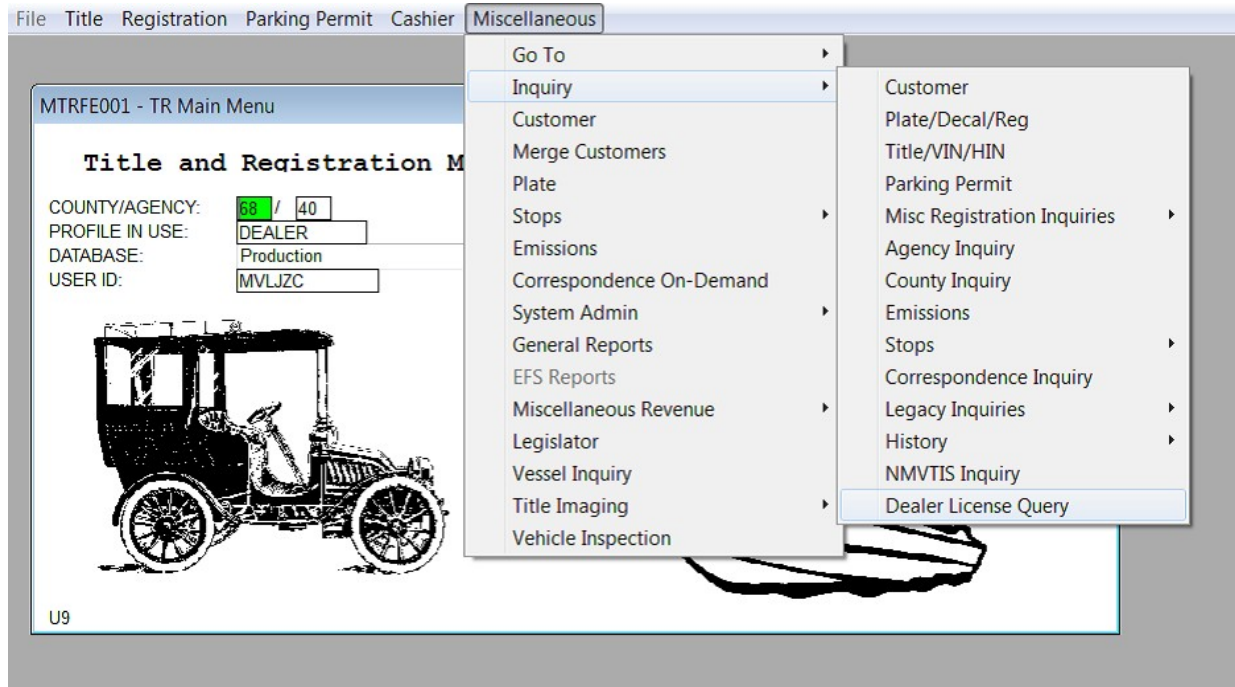 File Title Registration Parking Permit Cashier Miscellaneous
MTRFE001 - TR Main Menu
Title and Registration M
COUNTY/AGENCY: 68 / 40
PROFILE IN USE: DEALER
DATABASE: Production
USER ID: MVLJZC
U9
Go To
Inquiry
Customer
Merge Customers
Plate
Stops
Emissions
Correspondence On-Demand
System Admin
General Reports
EFS Reports
Miscellaneous Revenue
Legislator
Vessel Inquiry
Title Imaging
Vehicle Inspection
Customer
Plate/Decal/Reg
Title/VIN/HIN
Parking Permit
Misc Registration Inquiries
Agency Inquiry
County Inquiry
Emissions
Stops
Correspondence Inquiry
Legacy Inquiries
History
NMVTIS Inquiry
Dealer License Query